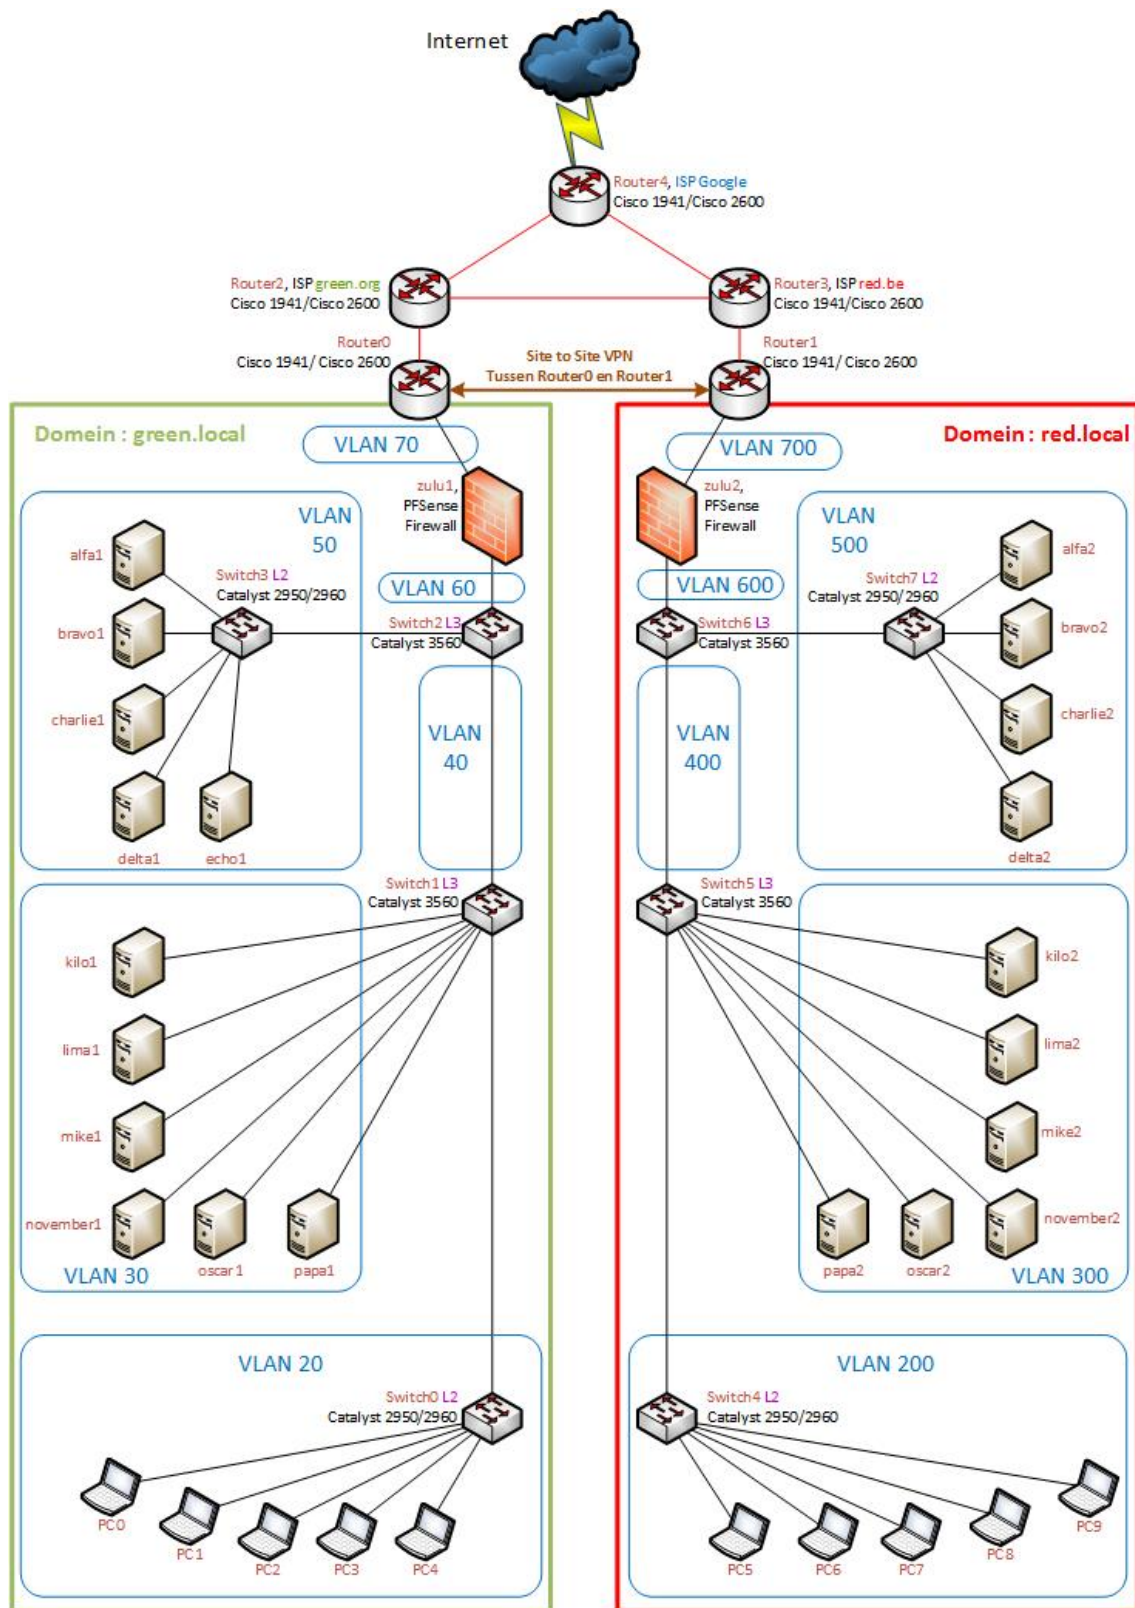 Internet
Router4, ISP Google
Cisco 1941/Cisco 2600
Router2, ISP green.org
Cisco 1941/Cisco 2600
Router3, ISP red.be
Cisco 1941/Cisco 2600
Router0
Cisco 1941/ Cisco 2600
Site to Site VPN
Tussen Router0 en Router1
Router1
Cisco 1941/ Cisco 2600
Domein : green.local
VLAN 70
VLAN 700
Domein : red.local
zulu1,
PFSense
Firewall
zulu2,
PFSense
Firewall
VLAN
50
alfa1
Switch3 L2
Catalyst 2950/2960
bravo1
charlie1
delta1
echo1
VLAN 60
Switch2 L3
Catalyst 3560
VLAN 600
Switch6 L3
Catalyst 3560
VLAN
500
Switch7 L2
Catalyst 2950/2960
alfa2
bravo2
charlie2
delta2
VLAN
40
VLAN
400
Switch1 L3
Catalyst 3560
Switch5 L3
Catalyst 3560
kilo1
lima1
mike1
november1
oscar1
papa1
VLAN 30
kilo2
lima2
mike2
november2
papa2
oscar2
VLAN 300
VLAN 20
Switch0 L2
Catalyst 2950/2960
PC0
PC1
PC2
PC3
PC4
VLAN 200
Switch4 L2
Catalyst 2950/2960
PC5
PC6
PC7
PC8
PC9